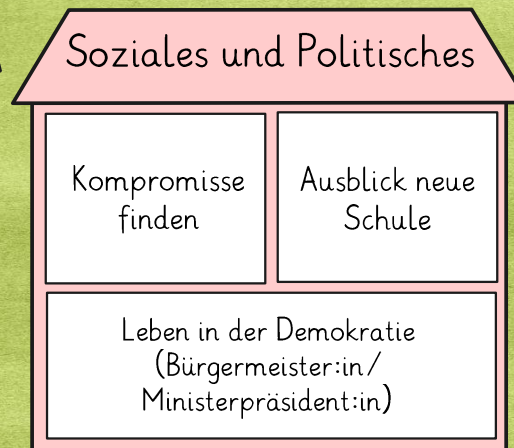 Soziales und Politisches
Kompromisse
finden
Ausblick neue
Schule
Leben in der Demokratie
(Bürgermeister:in/
Ministerpräsident:in)